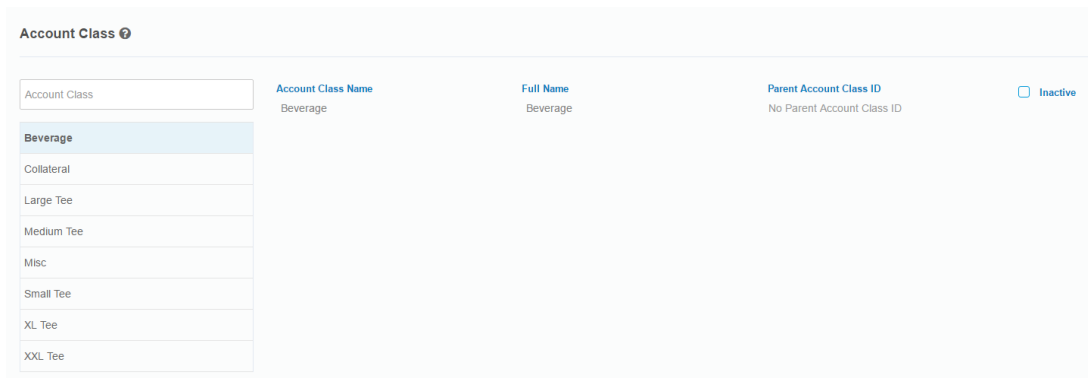 Account Class ?
Account Class
Account Class Name
Full Name
Parent Account Class ID
Inactive
Beverage
Beverage
No Parent Account Class ID
Beverage
Collateral
Large Tee
Medium Tee
Misc
Small Tee
XL Tee
XXL Tee